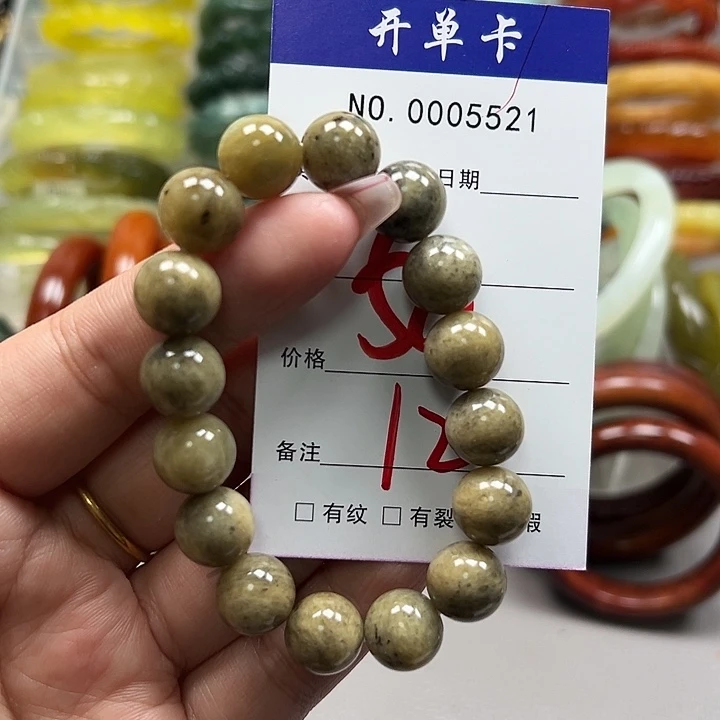 开单卡
NO. 0005521
日期
价格
备注 12
□ 有纹 □ 有裂